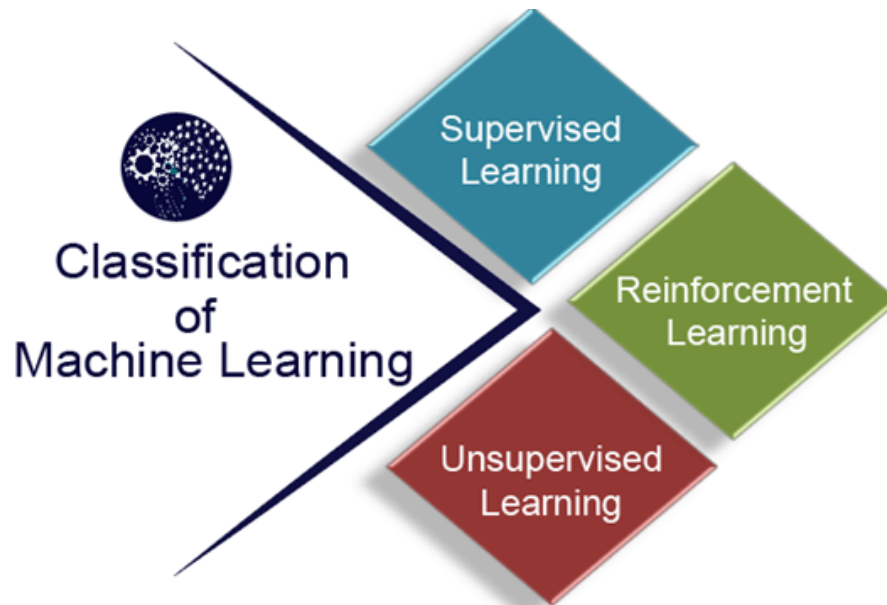 Classification
of
Machine Learning
Supervised
Learning
Reinforcement
Learning
Unsupervised
Learning